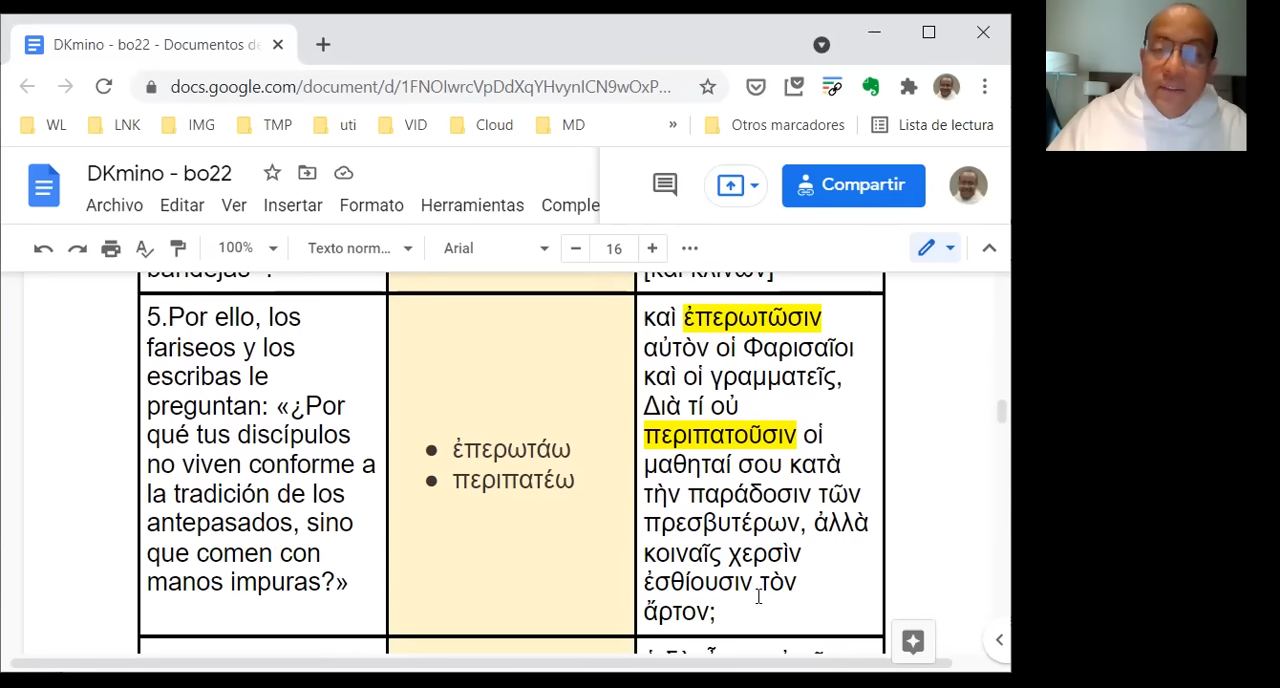 DKmino - bo22 - Documentos de
docs.google.com/document/d/1FNOlwrcVpDdXqYHvynICN9wOxP...
WL LNK IMG TMP uti VID Cloud MD » Otros marcadores Lista de lectura
DKmino - bo22
Compartir
Archivo Editar Ver Insertar Formato Herramientas Comple
100% Texto norm... Arial 16
bandejas
[καὶ κλινῶν]
5.Por ello, los
fariseos y los
escribas le
preguntan: «¿Por
qué tus discípulos
no viven conforme a
la tradición de los
antepasados, sino
que comen con
manos impuras?»
● ἐπερωτάω
● περιπατέω
καὶ ἐπερωτῶσιν
αὐτὸν οἱ Φαρισαῖοι
καὶ οἱ γραμματεῖς,
Διὰ τί οὐ
περιπατοῦσιν οἱ
μαθηταί σου κατὰ
τὴν παράδοσιν τῶν
πρεσβυτέρων, ἀλλὰ
κοιναῖς χερσὶν
ἐσθίουσιν τὸν
ἄρτον;